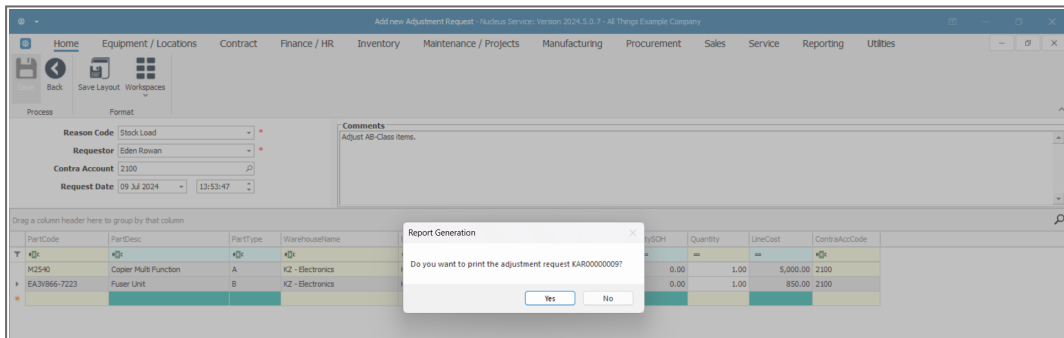 Add new Adjustment Request - Nucleus Service: Version 2024.5.0.7 - All Things Example Company
Home Equipment / Locations Contract Finance / HR Inventory Maintenance / Projects Manufacturing Procurement Sales Service Reporting Utilities
Save Back Save Layout Workspaces
Process Format
Reason Code Stock Load *
Requestor Eden Rowan *
Contra Account 2100
Request Date 09 Jul 2024 13:53:47
Comments
Adjust AB-Class items.
Drag a column header here to group by that column
PartCode PartDesc PartType WarehouseName tySOH Quantity LineCost ContraAccCode
= = =
M2540 Copier Multi Function A KZ - Electronics 0.00 1.00 5,000.00 2100
EA3V866-7223 Fuser Unit B KZ - Electronics 0.00 1.00 850.00 2100
Report Generation
Do you want to print the adjustment request KAR00000009?
Yes No